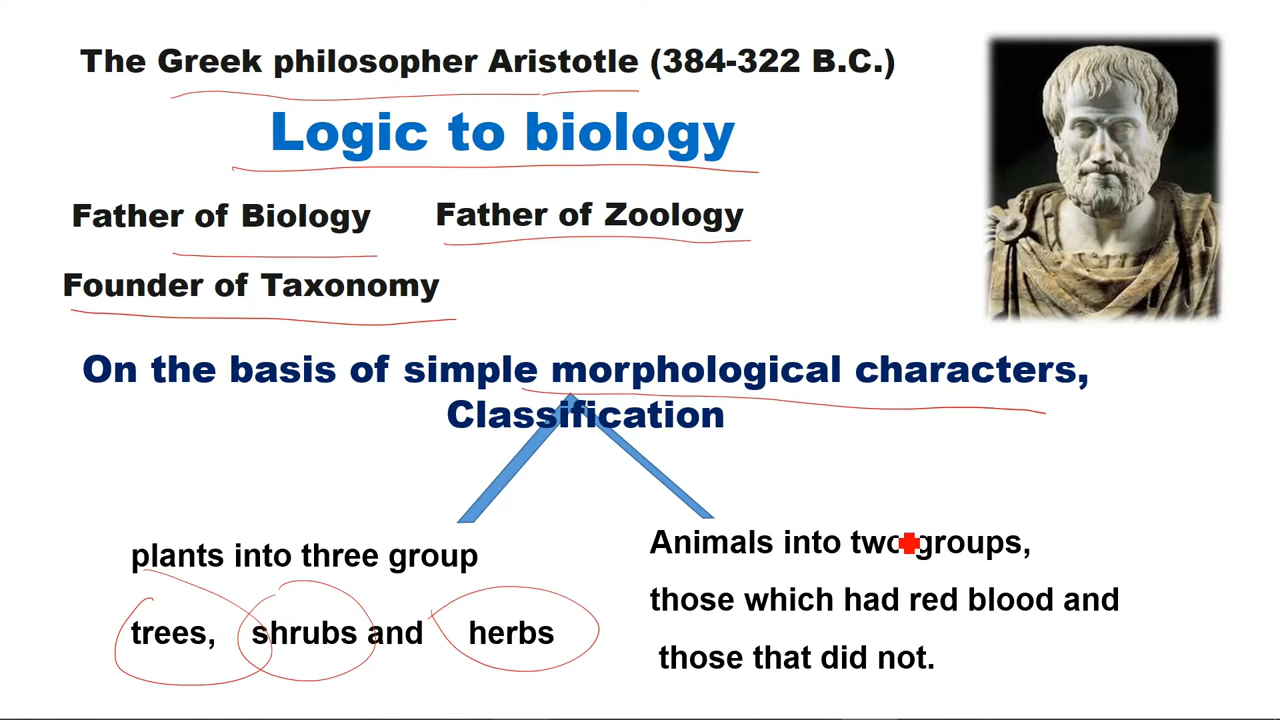 The Greek philosopher Aristotle (384-322 B.C.)
Logic to biology
Father of Biology Father of Zoology
Founder of Taxonomy
On the basis of simple morphological characters,
Classification
plants into three group
trees, shrubs and herbs
Animals into two groups,
those which had red blood and
those that did not.